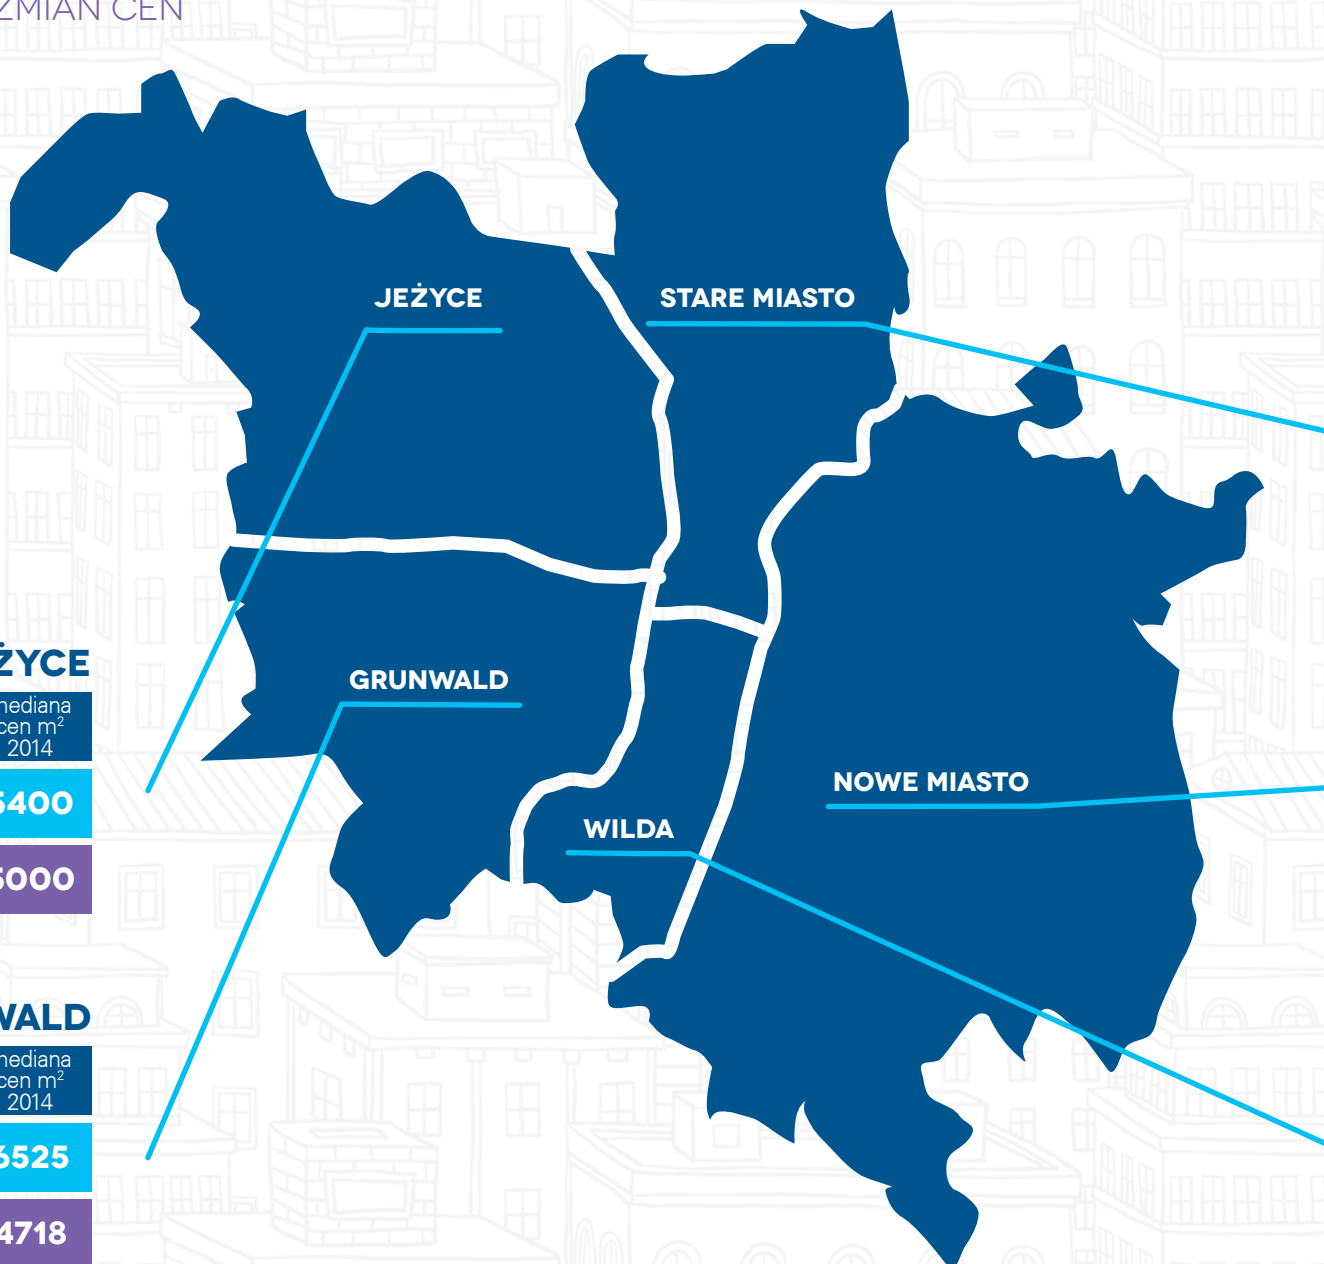 ZMIAN CEN
JEŻYCE
STARE MIASTO
GRUNWALD
NOWE MIASTO
WILDA
ŻYCE
mediana
cen m²
2014
5400
5000
WALD
mediana
cen m²
2014
6525
4718